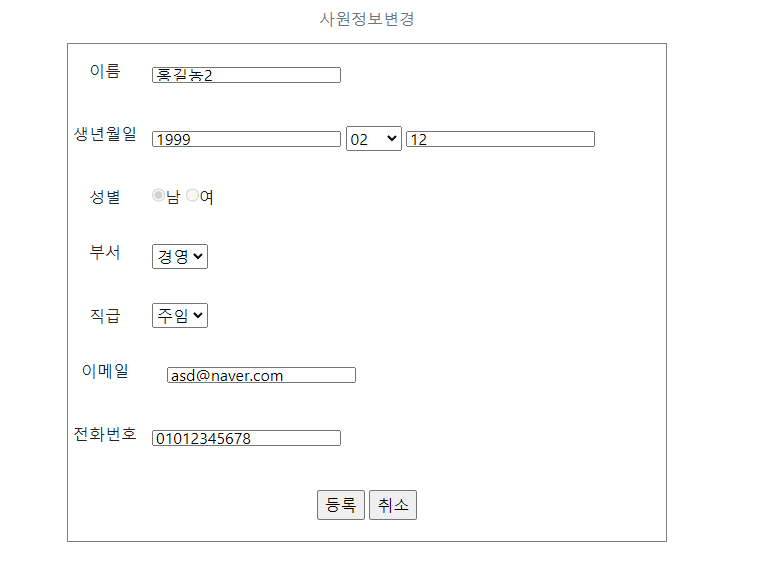 사원정보변경
이름 홍길동2
생년월일 1999 02 12
성별 남 여
부서 경영
직급 주임
이메일 asd@naver.com
전화번호 01012345678
등록 취소